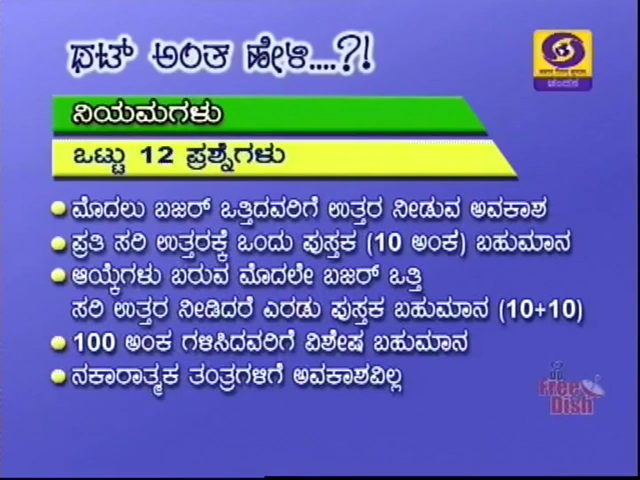 ಥಟ್ ಅಂತ ಹೇಳಿ....?!
ಚಂದನ
ನಿಯಮಗಳು
ಒಟ್ಟು 12 ಪ್ರಶ್ನೆಗಳು
ಮೊದಲು ಬಜರ್ ಒತ್ತಿದವರಿಗೆ ಉತ್ತರ ನೀಡುವ ಅವಕಾಶ
ಪ್ರತಿ ಸರಿ ಉತ್ತರಕ್ಕೆ ಒಂದು ಪುಸ್ತಕ (10 ಅಂಕ) ಬಹುಮಾನ
ಆಯ್ಕೆಗಳು ಬರುವ ಮೊದಲೇ ಬಜರ್ ಒತ್ತಿ
ಸರಿ ಉತ್ತರ ನೀಡಿದರೆ ಎರಡು ಪುಸ್ತಕ ಬಹುಮಾನ (10+10)
100 ಅಂಕ ಗಳಿಸಿದವರಿಗೆ ವಿಶೇಷ ಬಹುಮಾನ
ನಕಾರಾತ್ಮಕ ತಂತ್ರಗಳಿಗೆ ಅವಕಾಶವಿಲ್ಲ
Free
Dish